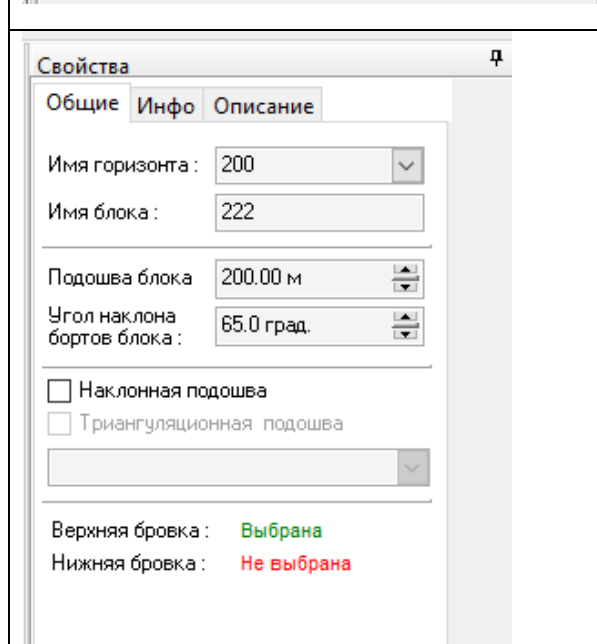 Свойства
Общие Инфо Описание
Имя горизонта : 200
Имя блока : 222
Подошва блока 200.00 м
Угол наклона
бортов блока : 65.0 град.
Наклонная подошва
Триангуляционная подошва
Верхняя бровка : Выбрана
Нижняя бровка : Не выбрана